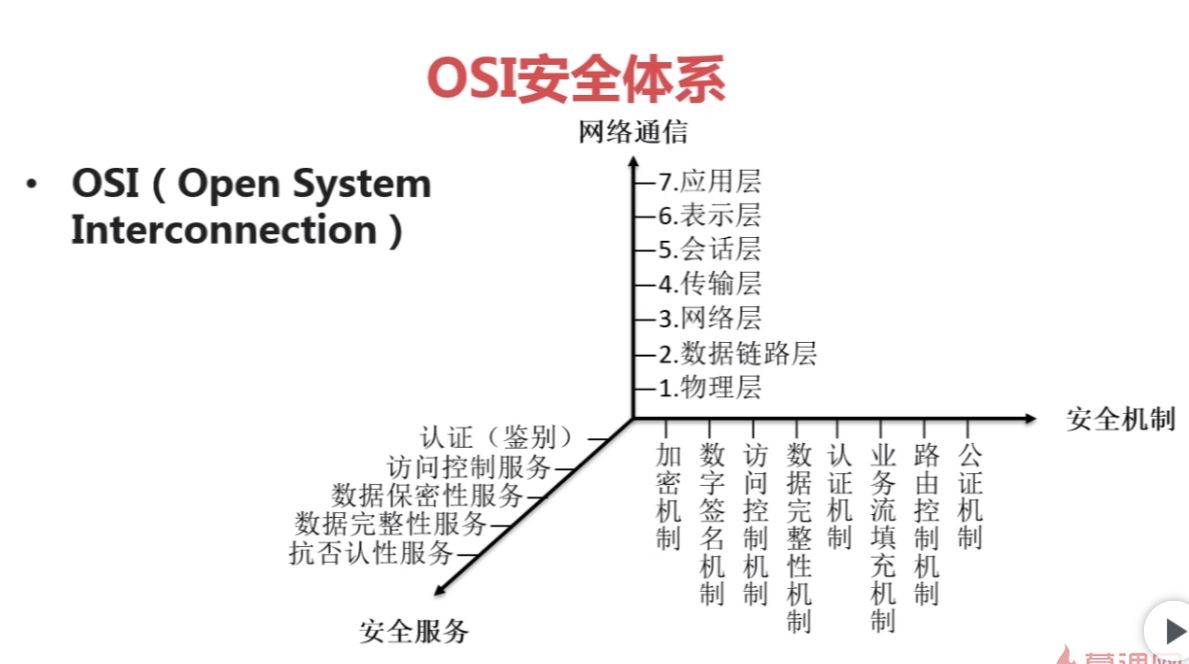 OSI安全体系
网络通信
• OSI（Open System
Interconnection）
7.应用层
6.表示层
5.会话层
4.传输层
3.网络层
2.数据链路层
1.物理层
安全机制
认证（鉴别）
访问控制服务
数据保密性服务
数据完整性服务
抗否认性服务
安全服务
加密机制
数字签名机制
访问控制机制
数据完整性机制
认证机制
业务流填充机制
路由控制机制
公证机制